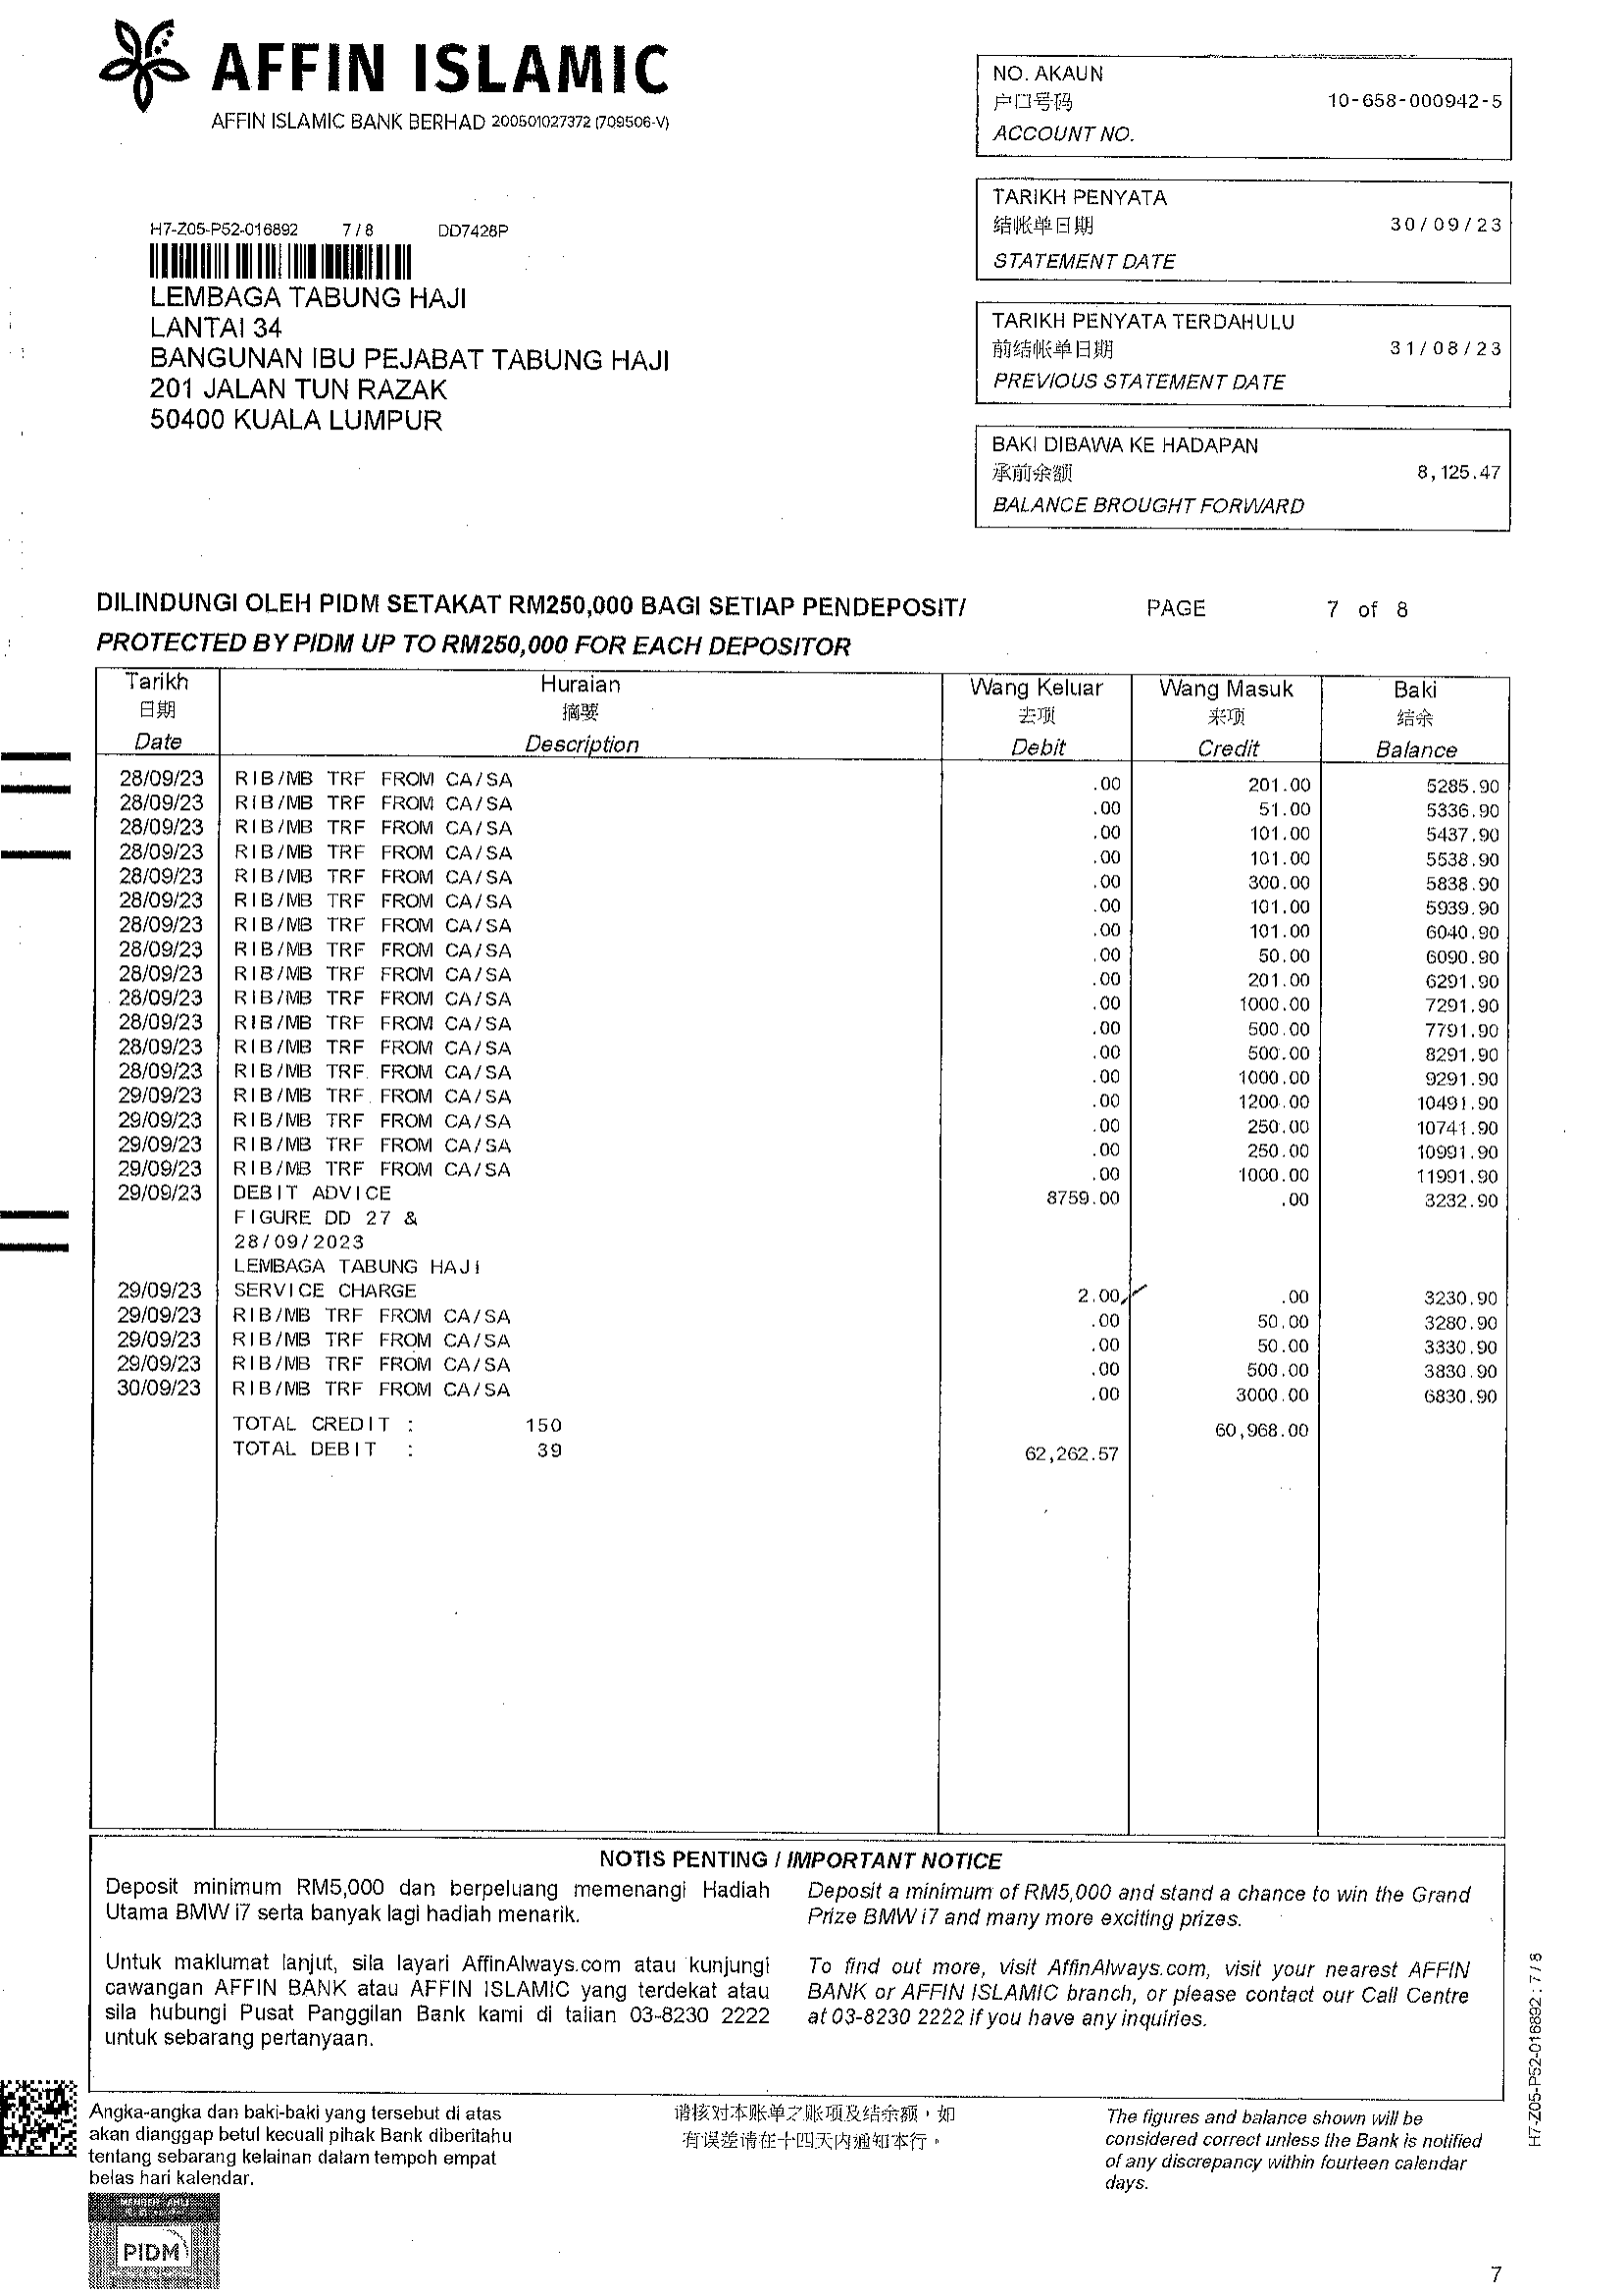 AFFIN ISLAMIC
AFFIN ISLAMIC BANK BERHAD 200501027372 (709506-V)
NO. AKAUN
户口号码 10-658-000942-5
ACCOUNT NO.
TARIKH PENYATA
结帐单日期 30/09/23
STATEMENT DATE
TARIKH PENYATA TERDAHULU
前结帐单日期 31/08/23
PREVIOUS STATEMENT DATE
BAKI DIBAWA KE HADAPAN
承前余额 8,125.47
BALANCE BROUGHT FORWARD
H7-Z05-P52-016892 7/8 DD7428P
LEMBAGA TABUNG HAJI
LANTAI 34
BANGUNAN IBU PEJABAT TABUNG HAJI
201 JALAN TUN RAZAK
50400 KUALA LUMPUR
DILINDUNGI OLEH PIDM SETAKAT RM250,000 BAGI SETIAP PENDEPOSIT/ PAGE 7 of 8
PROTECTED BY PIDM UP TO RM250,000 FOR EACH DEPOSITOR
Tarikh Huraian Wang Keluar Wang Masuk Baki
日期 摘要 去项 来项 结余
Date Description Debit Credit Balance
28/09/23 RIB/MB TRF FROM CA/SA .00 201.00 5285.90
28/09/23 RIB/MB TRF FROM CA/SA .00 51.00 5336.90
28/09/23 RIB/MB TRF FROM CA/SA .00 101.00 5437.90
28/09/23 RIB/MB TRF FROM CA/SA .00 101.00 5538.90
28/09/23 RIB/MB TRF FROM CA/SA .00 300.00 5838.90
28/09/23 RIB/MB TRF FROM CA/SA .00 101.00 5939.90
28/09/23 RIB/MB TRF FROM CA/SA .00 101.00 6040.90
28/09/23 RIB/MB TRF FROM CA/SA .00 50.00 6090.90
28/09/23 RIB/MB TRF FROM CA/SA .00 201.00 6291.90
28/09/23 RIB/MB TRF FROM CA/SA .00 1000.00 7291.90
28/09/23 RIB/MB TRF FROM CA/SA .00 500.00 7791.90
28/09/23 RIB/MB TRF FROM CA/SA .00 500.00 8291.90
28/09/23 RIB/MB TRF FROM CA/SA .00 1000.00 9291.90
29/09/23 RIB/MB TRF FROM CA/SA .00 1200.00 10491.90
29/09/23 RIB/MB TRF FROM CA/SA .00 250.00 10741.90
29/09/23 RIB/MB TRF FROM CA/SA .00 250.00 10991.90
29/09/23 RIB/MB TRF FROM CA/SA .00 1000.00 11991.90
29/09/23 DEBIT ADVICE 8759.00 .00 3232.90
FIGURE DD 27 &
28/09/2023
LEMBAGA TABUNG HAJI
29/09/23 SERVICE CHARGE 2.00 .00 3230.90
29/09/23 RIB/MB TRF FROM CA/SA .00 50.00 3280.90
29/09/23 RIB/MB TRF FROM CA/SA .00 50.00 3330.90
29/09/23 RIB/MB TRF FROM CA/SA .00 500.00 3830.90
30/09/23 RIB/MB TRF FROM CA/SA .00 3000.00 6830.90
TOTAL CREDIT : 150 60,968.00
TOTAL DEBIT : 39 62,262.57
NOTIS PENTING / IMPORTANT NOTICE
Deposit minimum RM5,000 dan berpeluang memenangi Hadiah
Utama BMW i7 serta banyak lagi hadiah menarik.
Untuk maklumat lanjut, sila layari AffinAlways.com atau kunjungi
cawangan AFFIN BANK atau AFFIN ISLAMIC yang terdekat atau
sila hubungi Pusat Panggilan Bank kami di talian 03-8230 2222
untuk sebarang pertanyaan.
Deposit a minimum of RM5,000 and stand a chance to win the Grand
Prize BMW i7 and many more exciting prizes.
To find out more, visit AffinAlways.com, visit your nearest AFFIN
BANK or AFFIN ISLAMIC branch, or please contact our Call Centre
at 03-8230 2222 if you have any inquiries.
H7-Z05-P52-016892 : 7 / 8
Angka-angka dan baki-baki yang tersebut di atas
akan dianggap betul kecuali pihak Bank diberitahu
tentang sebarang kelainan dalam tempoh empat
belas hari kalendar.
请核对本账单之账项及结余额，如
有误差请在十四天内通知本行。
The figures and balance shown will be
considered correct unless the Bank is notified
of any discrepancy within fourteen calendar
days.
PIDM
7